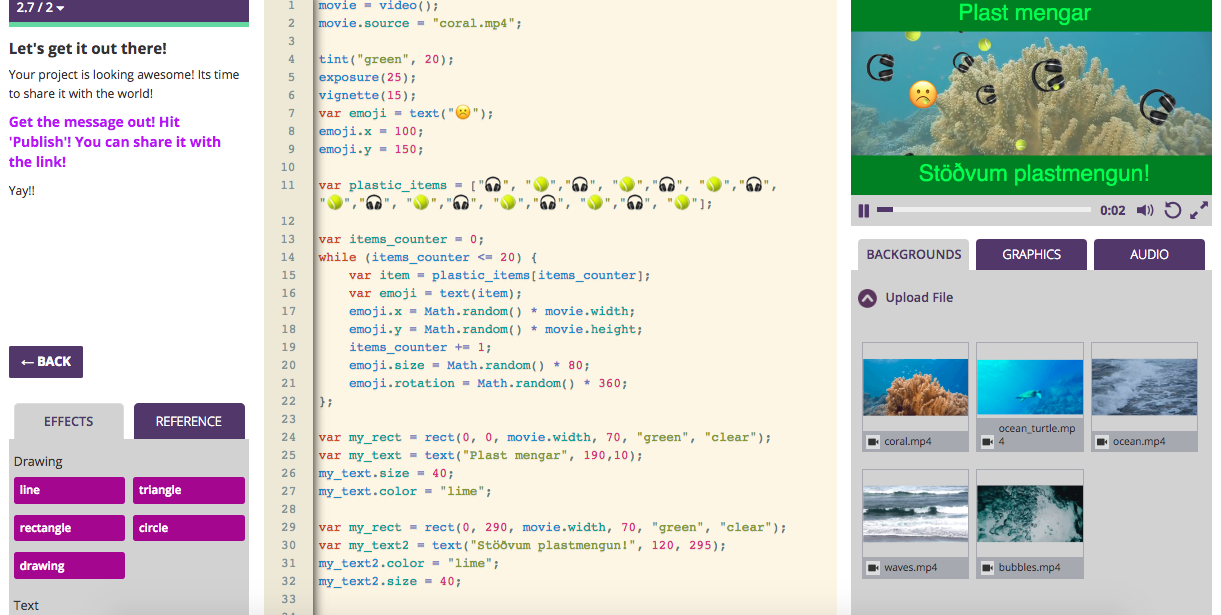 2.7 / 2
Let's get it out there!
Your project is looking awesome! Its time
to share it with the world!
Get the message out! Hit
'Publish'! You can share it with
the link!
Yay!!
← BACK
EFFECTS
REFERENCE
Drawing
line
triangle
rectangle
circle
drawing
Text
1 movie = video();
2 movie.source = "coral.mp4";
3
4 tint("green", 20);
5 exposure(25);
6 vignette(15);
7 var emoji = text("☹️");
8 emoji.x = 100;
9 emoji.y = 150;
10
11 var plastic_items = ["🎧", "🎾","🎧", "🎾","🎧", "🎾","🎧",
"🎾","🎧", "🎾","🎧", "🎾","🎧", "🎾","🎧", "🎾"];
12
13 var items_counter = 0;
14 while (items_counter <= 20) {
15 var item = plastic_items[items_counter];
16 var emoji = text(item);
17 emoji.x = Math.random() * movie.width;
18 emoji.y = Math.random() * movie.height;
19 items_counter += 1;
20 emoji.size = Math.random() * 80;
21 emoji.rotation = Math.random() * 360;
22 };
23
24 var my_rect = rect(0, 0, movie.width, 70, "green", "clear");
25 var my_text = text("Plast mengar", 190,10);
26 my_text.size = 40;
27 my_text.color = "lime";
28
29 var my_rect = rect(0, 290, movie.width, 70, "green", "clear");
30 var my_text2 = text("Stöðvum plastmengun!", 120, 295);
31 my_text2.color = "lime";
32 my_text2.size = 40;
33
Plast mengar
Stöðvum plastmengun!
0:02
BACKGROUNDS
GRAPHICS
AUDIO
Upload File
coral.mp4
ocean_turtle.mp
4
ocean.mp4
waves.mp4
bubbles.mp4